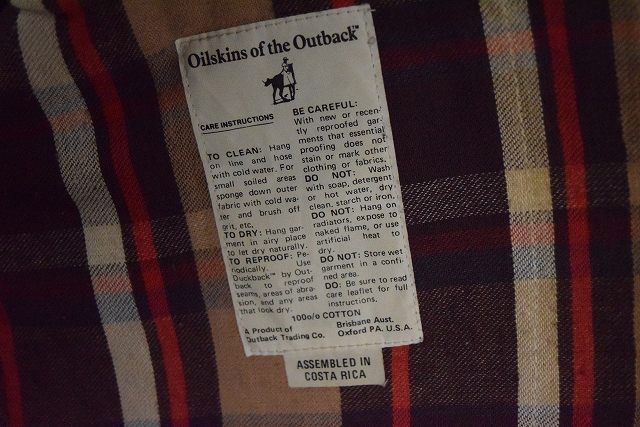 Oilskins of the Outback™
CARE INSTRUCTIONS
TO CLEAN: Hang
on line and hose
with cold water. For
small soiled areas
sponge down outer
fabric with cold wa-
ter and brush off
grit, etc.
TO DRY: Hang gar-
ment in airy place
to let dry naturally.
TO REPROOF: Pe-
riodically. Use
Duckback™ by Out-
back to reproof
seams, areas of abra-
sion, and any areas
that look dry.
BE CAREFUL:
With new or recen-
tly reproofed gar-
ments that essential
proofing does not
stain or mark other
clothing or fabrics.
DO NOT: Wash
with soap, detergent
or hot water, dry
clean, starch or iron.
DO NOT: Hang on
radiators, expose to
naked flame, or use
artificial heat to
dry.
DO NOT: Store wet
garment in a confi-
ned area.
DO: Be sure to read
care leaflet for full
instructions.
100o/o COTTON
A Product of
Outback Trading Co.
Brisbane Aust.
Oxford PA. U.S.A.
ASSEMBLED IN
COSTA RICA